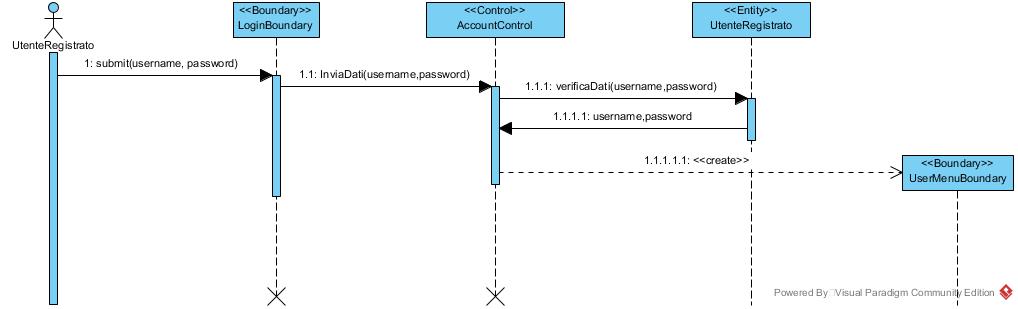 <<Boundary>>
LoginBoundary
<<Control>>
AccountControl
<<Entity>>
UtenteRegistrato
UtenteRegistrato
1: submit(username, password)
1.1: InviaDati(username,password)
1.1.1: verificaDati(username,password)
1.1.1.1: username,password
1.1.1.1.1: <<create>>
<<Boundary>>
UserMenuBoundary
Powered By Visual Paradigm Community Edition